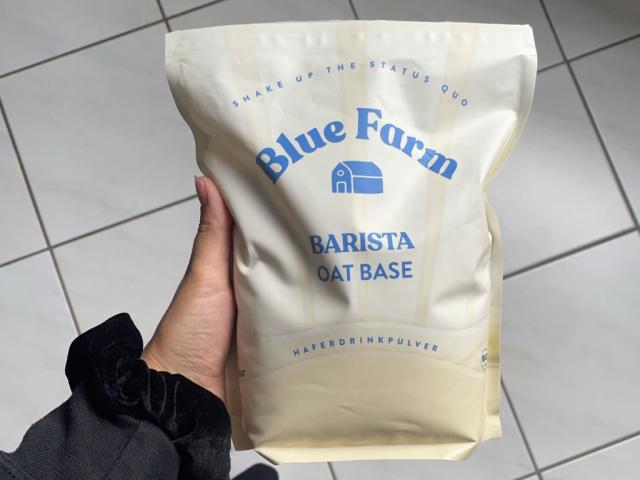 SHAKE UP THE STATUS QUO
Blue Farm
BARISTA
OAT BASE
HAFERDRINKPULVER